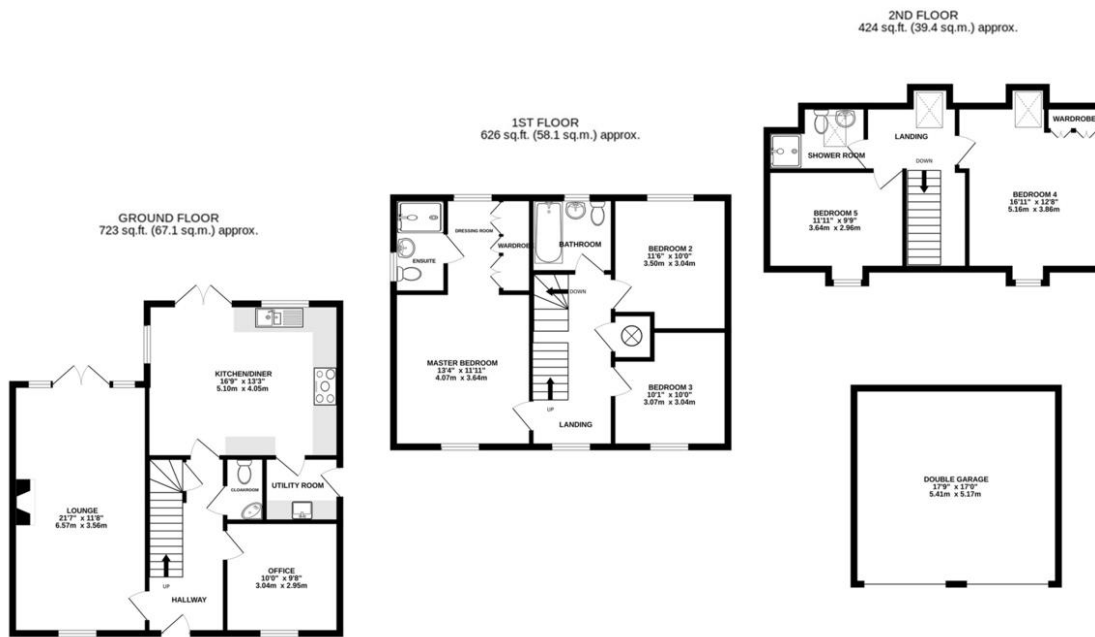 GROUND FLOOR
723 sq.ft. (67.1 sq.m.) approx.
KITCHEN/DINER
16'9" x 13'3"
5.10m x 4.05m
LOUNGE
21'7" x 11'8"
6.57m x 3.56m
CLOAKROOM
UTILITY ROOM
UP
HALLWAY
OFFICE
10'0" x 9'8"
3.04m x 2.95m
1ST FLOOR
626 sq.ft. (58.1 sq.m.) approx.
ENSUITE
DRESSING ROOM
WARDROBE
BATHROOM
BEDROOM 2
11'6" x 10'0"
3.50m x 3.04m
DOWN
MASTER BEDROOM
13'4" x 11'11"
4.07m x 3.64m
UP
LANDING
BEDROOM 3
10'1" x 10'0"
3.07m x 3.04m
2ND FLOOR
424 sq.ft. (39.4 sq.m.) approx.
SHOWER ROOM
LANDING
DOWN
WARDROBE
BEDROOM 5
11'11" x 9'9"
3.64m x 2.96m
BEDROOM 4
16'11" x 12'8"
5.16m x 3.86m
DOUBLE GARAGE
17'9" x 17'0"
5.41m x 5.17m